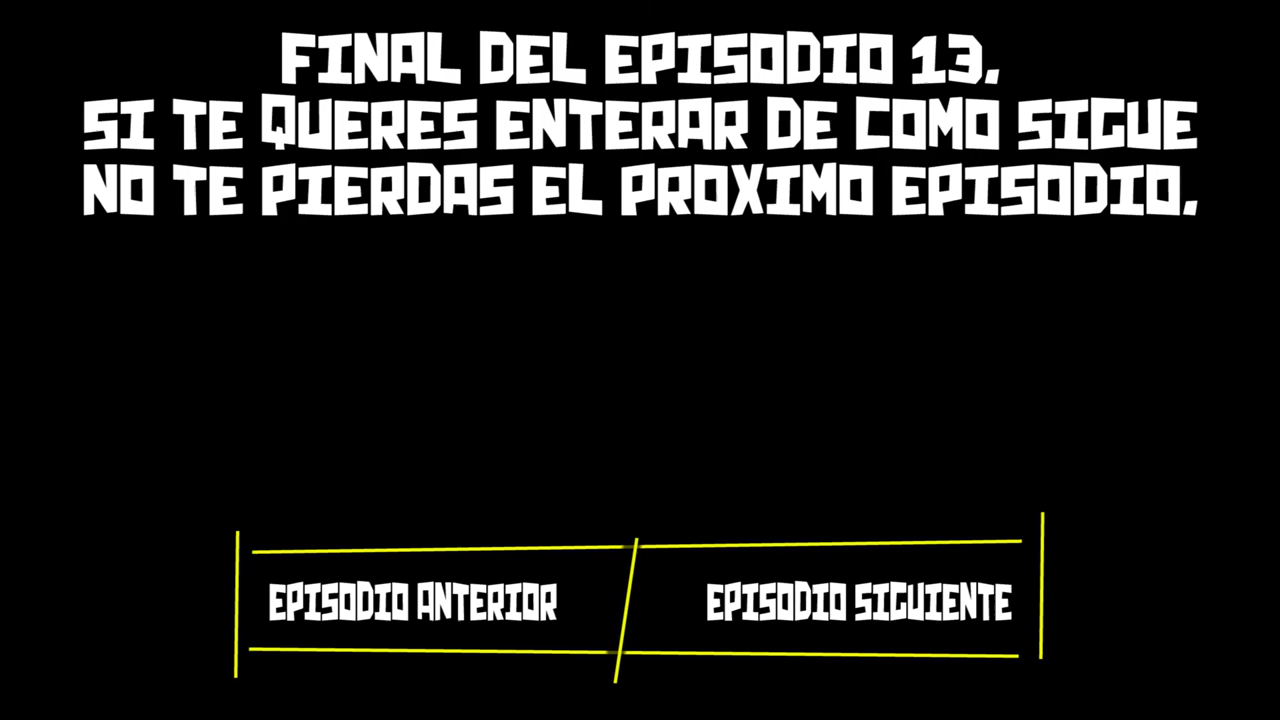 FINAL DEL EPISODIO 13.
SI TE QUERES ENTERAR DE COMO SIGUE
NO TE PIERDAS EL PROXIMO EPISODIO.
EPISODIO ANTERIOR
EPISODIO SIGUIENTE